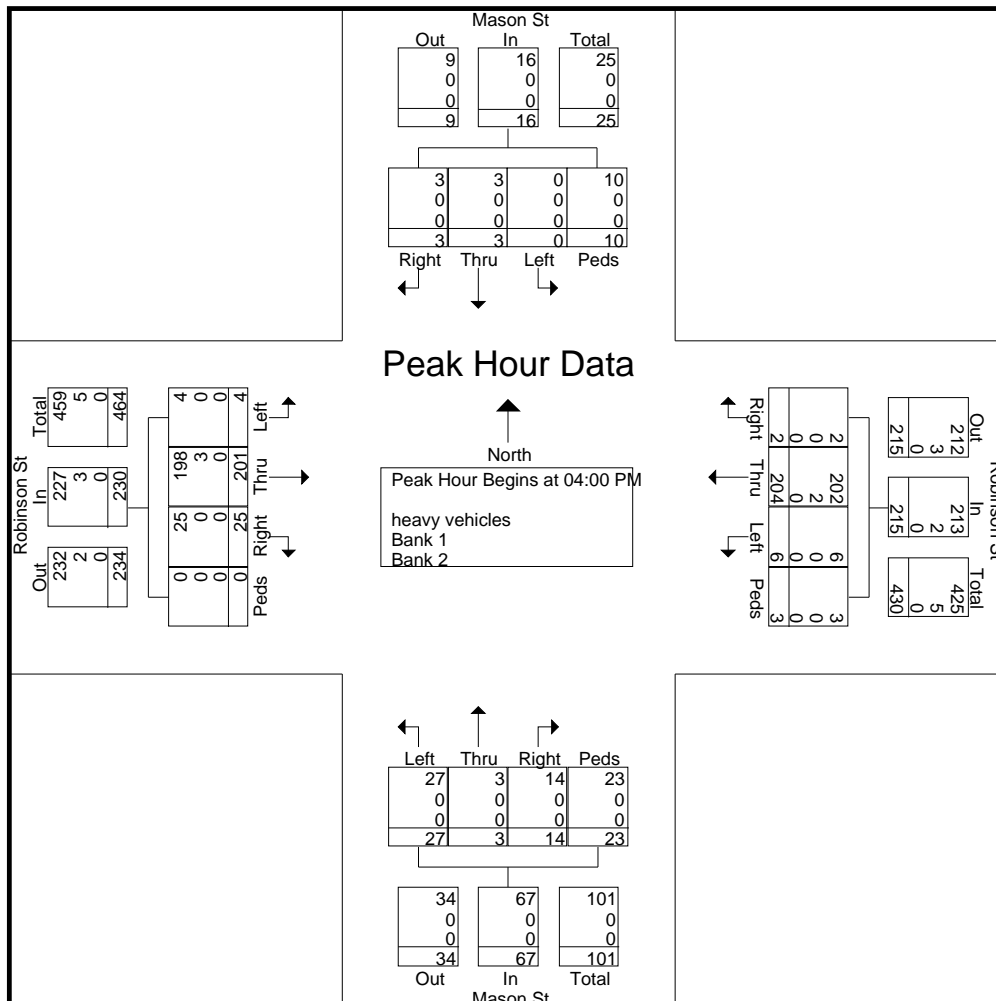 Mason St
Out In Total
9 16 25
0 0 0
0 0 0
9 16 25
3 3 0 10
0 0 0 0
0 0 0 0
3 3 0 10
Right Thru Left Peds
Peak Hour Data
North
Peak Hour Begins at 04:00 PM
heavy vehicles
Bank 1
Bank 2
Robinson St
Out In Total
232 227 459
2 3 5
0 0 0
234 230 464
0 25 198 4
0 0 3 0
0 0 0 0
0 25 201 4
Peds Right Thru Left
Robinson St
Out In Total
212 213 425
3 2 5
0 0 0
215 215 430
2 202 6 3
0 2 0 0
0 0 0 0
2 204 6 3
Right Thru Left Peds
Left Thru Right Peds
27 3 14 23
0 0 0 0
0 0 0 0
27 3 14 23
34 67 101
0 0 0
0 0 0
34 67 101
Out In Total
Mason St